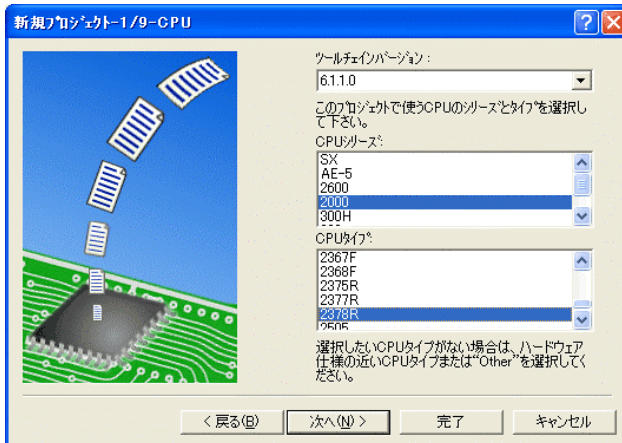 新規ﾌﾟﾛｼﾞｪｸﾄ-1/9-CPU
ﾂｰﾙﾁｪｲﾝﾊﾞｰｼﾞｮﾝ :
6.1.1.0
このﾌﾟﾛｼﾞｪｸﾄで使うCPUのｼﾘｰｽﾞとﾀｲﾌﾟを選択し
て下さい。
CPUｼﾘｰｽﾞ:
SX
AE-5
2600
2000
300H
CPUﾀｲﾌﾟ:
2367F
2368F
2375R
2377R
2378R
2505
選択したいCPUﾀｲﾌﾟがない場合は、ハードウェア
仕様の近いCPUﾀｲﾌﾟまたは"Other"を選択してく
ださい。
< 戻る(B)
次へ(N) >
完了
キャンセル